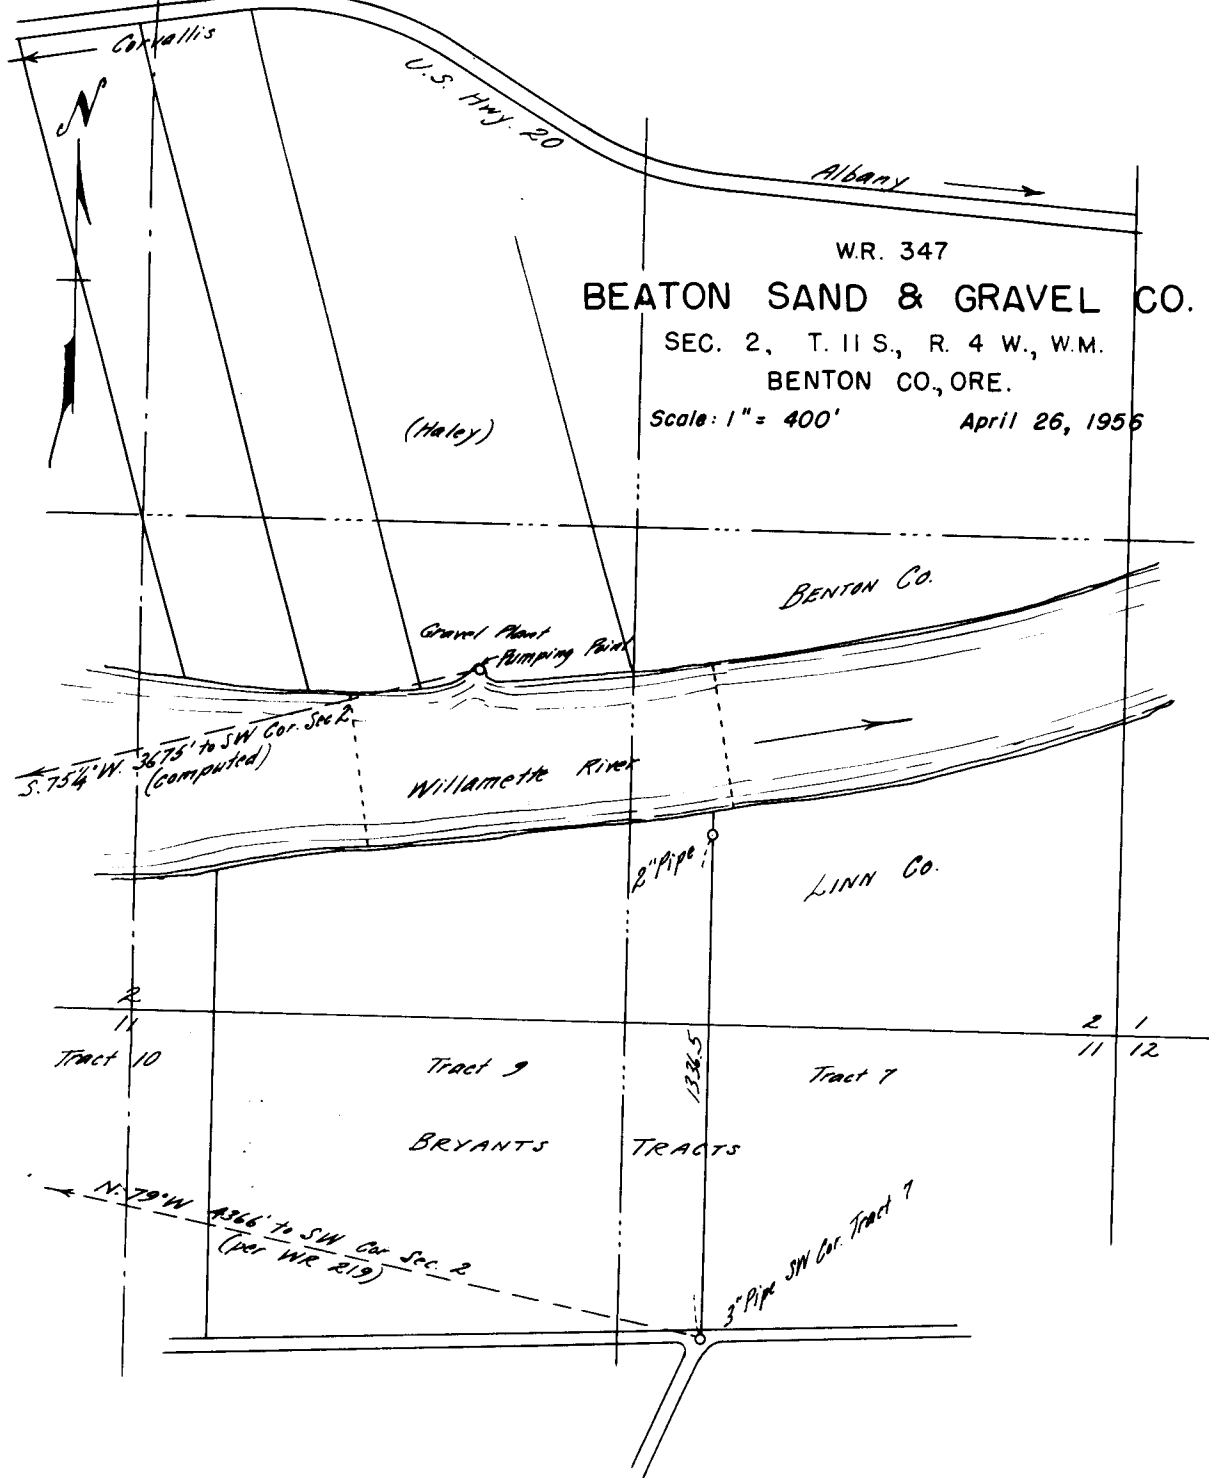 Corvallis
N
U.S. Hwy. 20
Albany
W.R. 347
BEATON SAND & GRAVEL CO.
SEC. 2, T. 11 S., R. 4 W., W.M.
BENTON CO., ORE.
Scale: 1" = 400' April 26, 1956
(Haley)
BENTON CO.
Gravel Plant
Pumping Point
S. 75¼° W. 3675' to SW Cor. Sec 2
(computed)
Willamette River
2" Pipe
LINN CO.
2
11
2 1
11 12
Tract 10
Tract 9
1336.5
Tract 7
BRYANTS TRACTS
N. 79° W 4366' to SW Cor Sec. 2
(per WR 219)
3" Pipe SW Cor. Tract 7